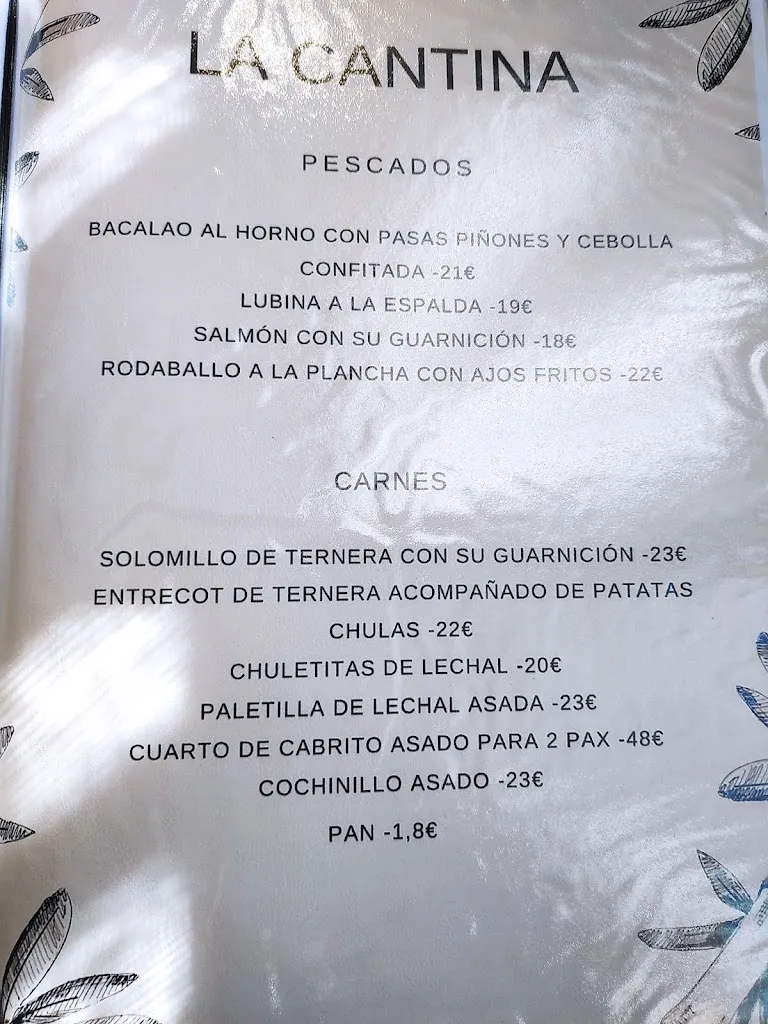 LA CANTINA
PESCADOS
BACALAO AL HORNO CON PASAS PIÑONES Y CEBOLLA
CONFITADA -21€
LUBINA A LA ESPALDA -19€
SALMÓN CON SU GUARNICIÓN -18€
RODABALLO A LA PLANCHA CON AJOS FRITOS -22€
CARNES
SOLOMILLO DE TERNERA CON SU GUARNICIÓN -23€
ENTRECOT DE TERNERA ACOMPAÑADO DE PATATAS
CHULAS -22€
CHULETITAS DE LECHAL -20€
PALETILLA DE LECHAL ASADA -23€
CUARTO DE CABRITO ASADO PARA 2 PAX -48€
COCHINILLO ASADO -23€
PAN -1,8€